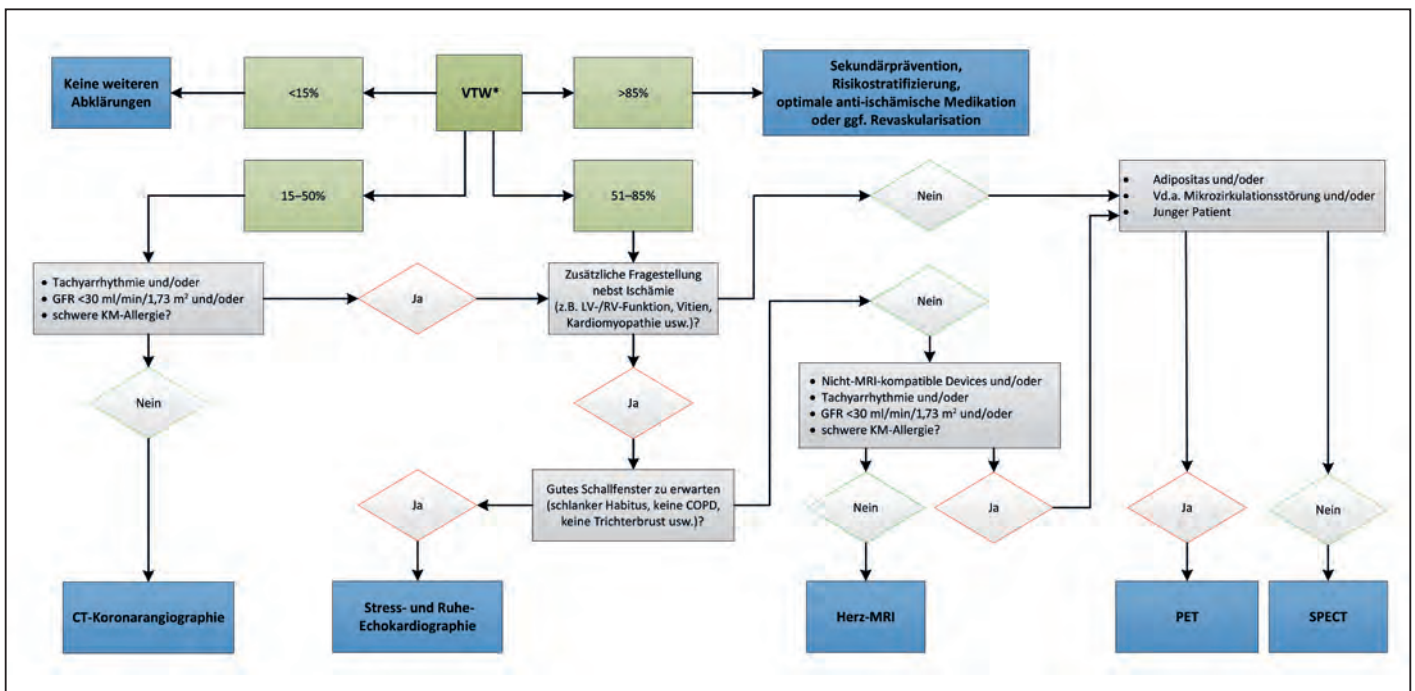 Keine weiteren
Abklärungen
<15%
VTW*
>85%
Sekundärprävention,
Risikostratifizierung,
optimale anti-ischämische Medikation
oder ggf. Revaskularisation
15–50%
51–85%
Nein
• Adipositas und/oder
• Vd.a. Mikrozirkulationsstörung und/oder
• Junger Patient
• Tachyarrhythmie und/oder
• GFR <30 ml/min/1,73 m² und/oder
• schwere KM-Allergie?
Ja
Zusätzliche Fragestellung
nebst Ischämie
(z.B. LV-/RV-Funktion, Vitien,
Kardiomyopathie usw.)?
Nein
Nein
Ja
• Nicht-MRI-kompatible Devices und/oder
• Tachyarrhythmie und/oder
• GFR <30 ml/min/1,73 m² und/oder
• schwere KM-Allergie?
Ja
Gutes Schallfenster zu erwarten
(schlanker Habitus, keine COPD,
keine Trichterbrust usw.)?
Nein
Ja
Ja
Nein
CT-Koronarangiographie
Stress- und Ruhe-
Echokardiographie
Herz-MRI
PET
SPECT